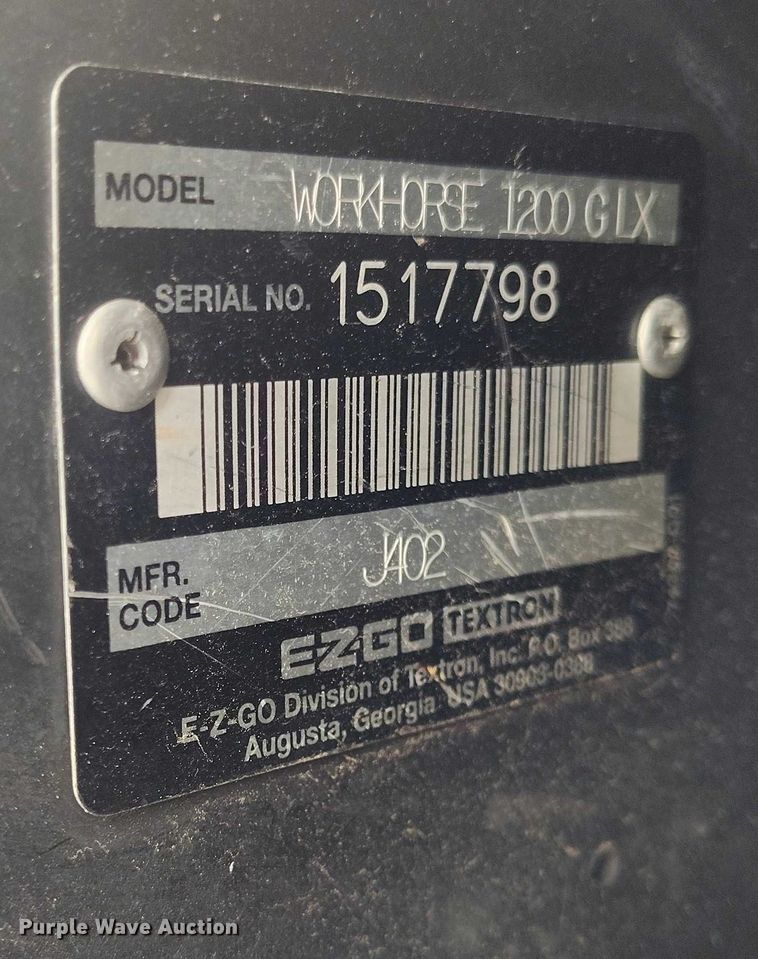 MODEL WORKHORSE 1200 G LX
SERIAL NO. 1517798
MFR. CODE J402
E-Z-GO TEXTRON
E-Z-GO Division of Textron, Inc. P.O. Box 388
Augusta, Georgia USA 30903-0388
Purple Wave Auction